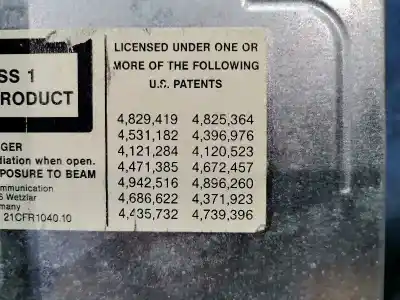 SS 1
PRODUCT
GER
diation when open.
POSURE TO BEAM
mmunication
Wetzlar
many
21CFR1040.10
LICENSED UNDER ONE OR
MORE OF THE FOLLOWING
U.S. PATENTS
4,829,419 4,825,364
4,531,182 4,396,976
4,121,284 4,120,523
4,471,385 4,672,457
4,942,516 4,896,260
4,686,622 4,371,923
4,435,732 4,739,396